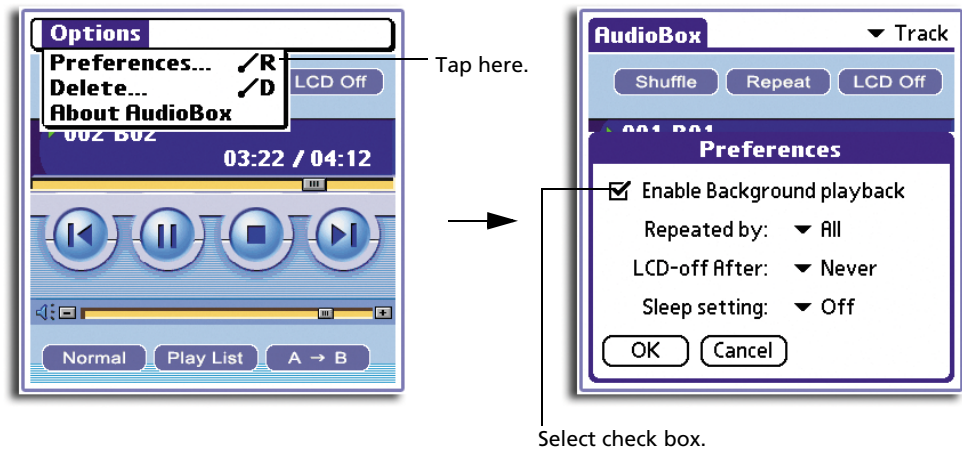 Options
Preferences... /R
Delete... /D
About AudioBox
LCD Off
002 B02
03:22 / 04:12
Normal
Play List
A → B
Tap here.
AudioBox
Track
Shuffle
Repeat
LCD Off
001 B01
Preferences
Enable Background playback
Repeated by: All
LCD-off After: Never
Sleep setting: Off
OK
Cancel
Select check box.